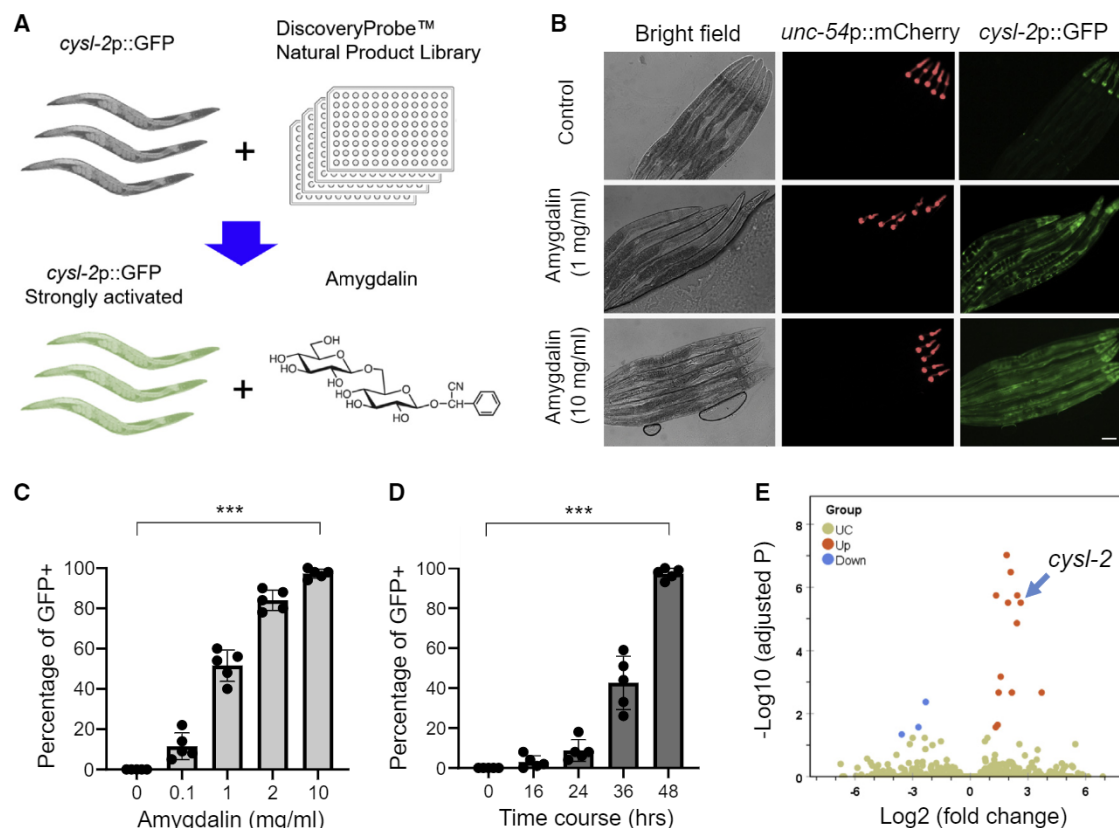 A
cysl-2p::GFP
DiscoveryProbe™
Natural Product Library
+
cysl-2p::GFP
Strongly activated
Amygdalin
+
OH
HO
HO
OH
O
O
HO
HO
OH
O
O
CN
B
Bright field
unc-54p::mCherry
cysl-2p::GFP
Control
Amygdalin
(1 mg/ml)
Amygdalin
(10 mg/ml)
C
***
Percentage of GFP+
100
80
60
40
20
0
0 0.1 1 2 10
Amygdalin (mg/ml)
D
***
Percentage of GFP+
100
80
60
40
20
0
0 16 24 36 48
Time course (hrs)
E
Group
UC
Up
Down
cysl-2
-Log10 (adjusted P)
8
6
4
2
0
-6 -3 0 3 6
Log2 (fold change)